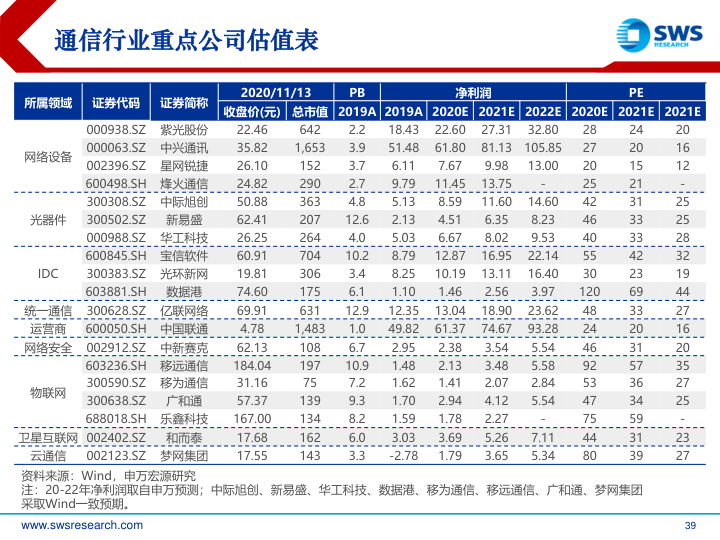 通信行业重点公司估值表
SWS
RESEARCH
所属领域 证券代码 证券简称 2020/11/13 PB 净利润 PE
收盘价(元) 总市值 2019A 2019A 2020E 2021E 2022E 2020E 2021E 2021E
网络设备 000938.SZ 紫光股份 22.46 642 2.2 18.43 22.60 27.31 32.80 28 24 20
000063.SZ 中兴通讯 35.82 1,653 3.9 51.48 61.80 81.13 105.85 27 20 16
002396.SZ 星网锐捷 26.10 152 3.7 6.11 7.67 9.98 13.00 20 15 12
600498.SH 烽火通信 24.82 290 2.7 9.79 11.45 13.75 - 25 21 -
光器件 300308.SZ 中际旭创 50.88 363 4.8 5.13 8.59 11.60 14.60 42 31 25
300502.SZ 新易盛 62.41 207 12.6 2.13 4.51 6.35 8.23 46 33 25
000988.SZ 华工科技 26.25 264 4.0 5.03 6.67 8.02 9.53 40 33 28
IDC 600845.SH 宝信软件 60.91 704 10.2 8.79 12.87 16.95 22.14 55 42 32
300383.SZ 光环新网 19.81 306 3.4 8.25 10.19 13.11 16.40 30 23 19
603881.SH 数据港 74.60 175 6.1 1.10 1.46 2.56 3.97 120 69 44
统一通信 300628.SZ 亿联网络 69.91 631 12.9 12.35 13.04 18.90 23.62 48 33 27
运营商 600050.SH 中国联通 4.78 1,483 1.0 49.82 61.37 74.67 93.28 24 20 16
网络安全 002912.SZ 中新赛克 62.13 108 6.7 2.95 2.38 3.54 5.54 46 31 20
物联网 603236.SH 移远通信 184.04 197 10.9 1.48 2.13 3.48 5.58 92 57 35
300590.SZ 移为通信 31.16 75 7.2 1.62 1.41 2.07 2.84 53 36 27
300638.SZ 广和通 57.37 139 9.3 1.70 2.94 4.12 5.54 47 34 25
688018.SH 乐鑫科技 167.00 134 8.2 1.59 1.78 2.27 - 75 59 -
卫星互联网 002402.SZ 和而泰 17.68 162 6.0 3.03 3.69 5.26 7.11 44 31 23
云通信 002123.SZ 梦网集团 17.55 143 3.3 -2.78 1.79 3.65 5.34 80 39 27
资料来源：Wind，申万宏源研究
注：20-22年净利润取自申万预测；中际旭创、新易盛、华工科技、数据港、移为通信、移远通信、广和通、梦网集团
采取Wind一致预期。
www.swsresearch.com
39